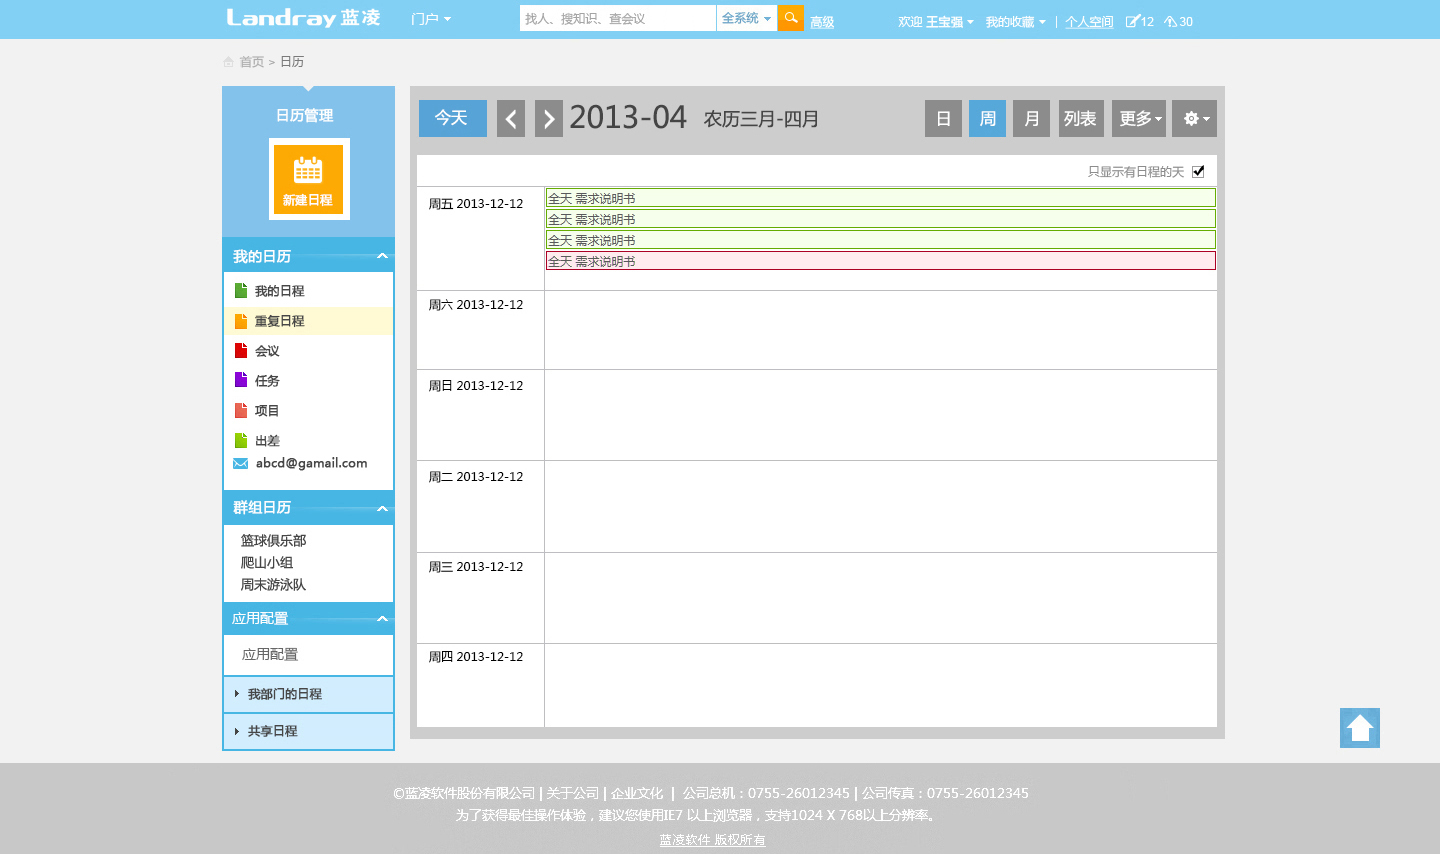 Landray 蓝凌 门户 找人、搜知识、查会议 全系统 高级 欢迎 王宝强 我的收藏 | 个人空间 12 30
首页 > 日历
日历管理
新建日程
我的日历
我的日程
重复日程
会议
任务
项目
出差
abcd@gamail.com
群组日历
篮球俱乐部
爬山小组
周末游泳队
应用配置
应用配置
我部门的日程
共享日程
今天 2013-04 农历三月-四月 日 周 月 列表 更多
只显示有日程的天
周五 2013-12-12
全天 需求说明书
全天 需求说明书
全天 需求说明书
全天 需求说明书
周六 2013-12-12
周日 2013-12-12
周二 2013-12-12
周三 2013-12-12
周四 2013-12-12
©蓝凌软件股份有限公司 | 关于公司 | 企业文化 | 公司总机：0755-26012345 | 公司传真：0755-26012345
为了获得最佳操作体验，建议您使用IE7 以上浏览器，支持1024 X 768以上分辨率。
蓝凌软件 版权所有